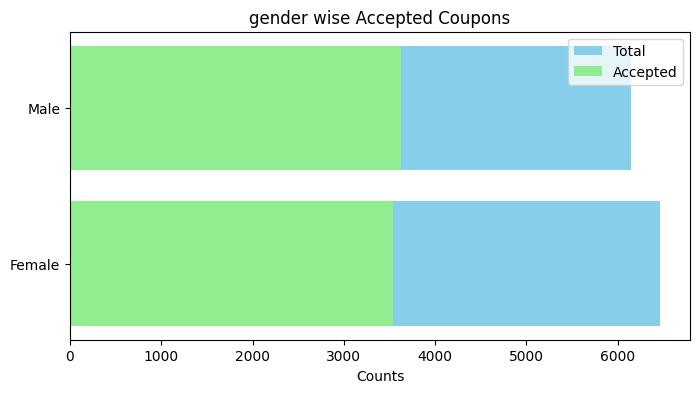 gender wise Accepted Coupons
Total
Accepted
Male
Female
0 1000 2000 3000 4000 5000 6000
Counts